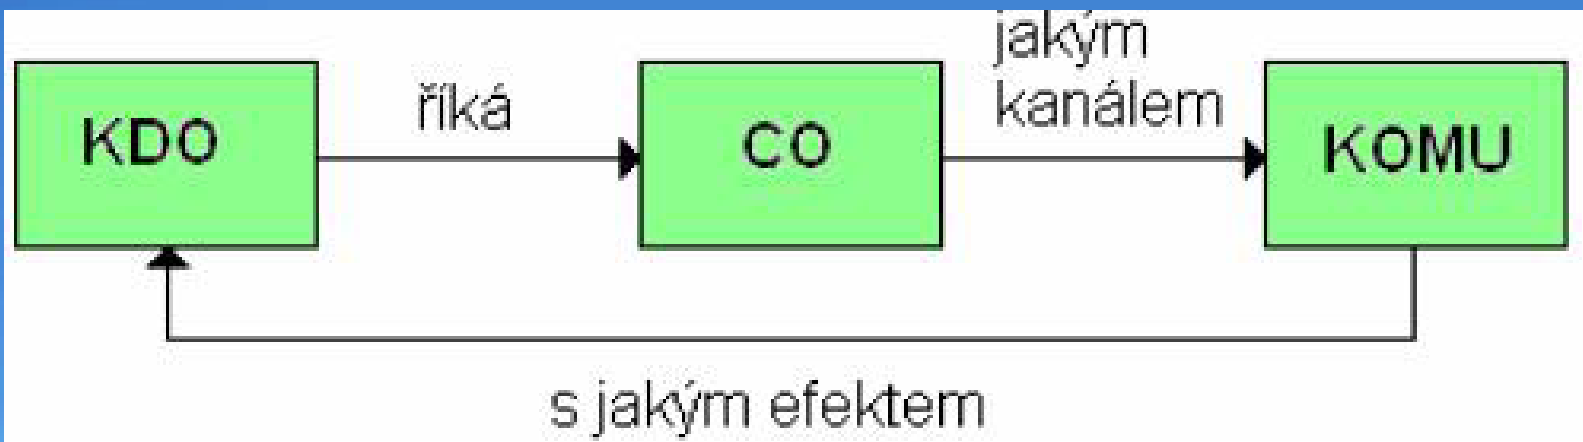 KDO
říká
CO
jakým
kanálem
KOMU
s jakým efektem